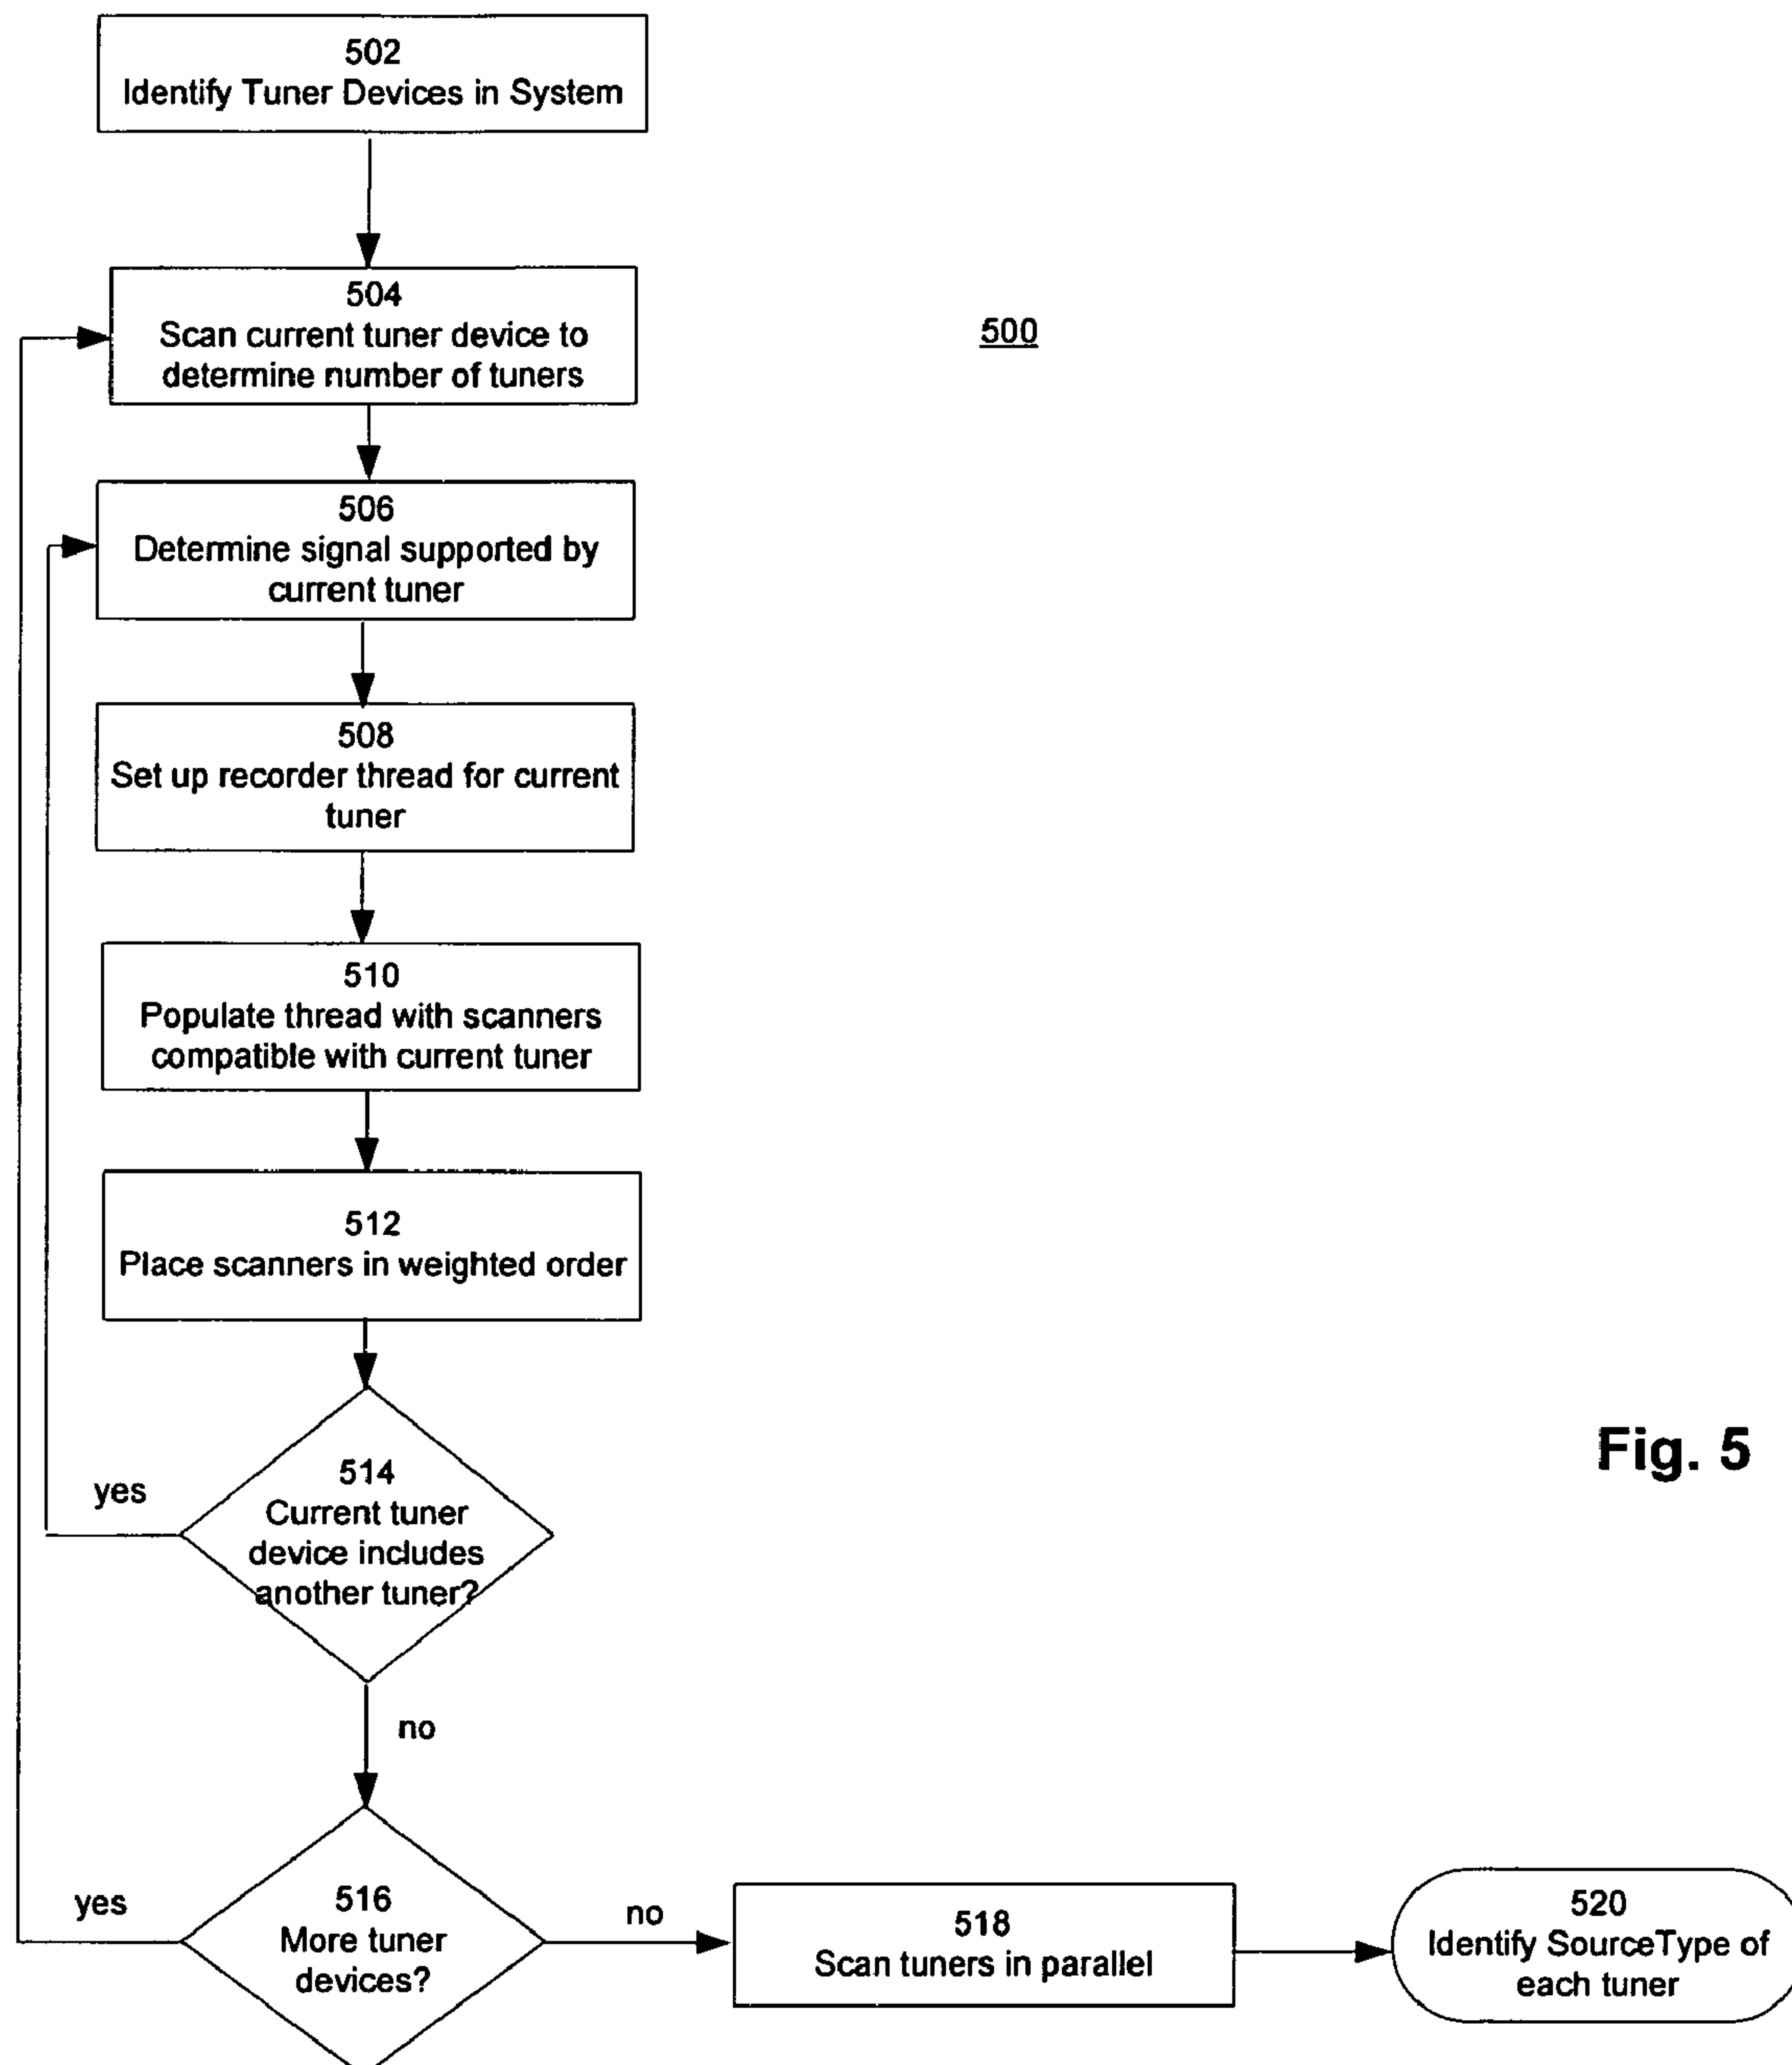 502
Identify Tuner Devices in System
504
Scan current tuner device to
determine number of tuners
500
506
Determine signal supported by
current tuner
508
Set up recorder thread for current
tuner
510
Populate thread with scanners
compatible with current tuner
512
Place scanners in weighted order
514
Current tuner
device includes
another tuner?
yes
no
Fig. 5
516
More tuner
devices?
yes
no
518
Scan tuners in parallel
520
Identify SourceType of
each tuner